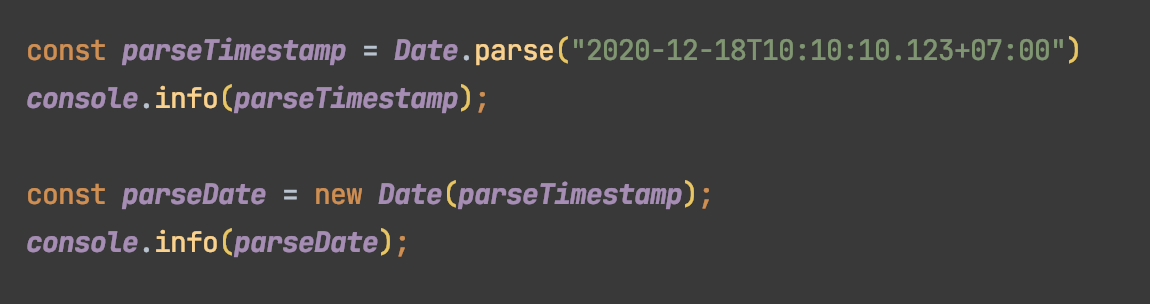 const parseTimestamp = Date.parse("2020-12-18T10:10:10.123+07:00")
console.info(parseTimestamp);
const parseDate = new Date(parseTimestamp);
console.info(parseDate);